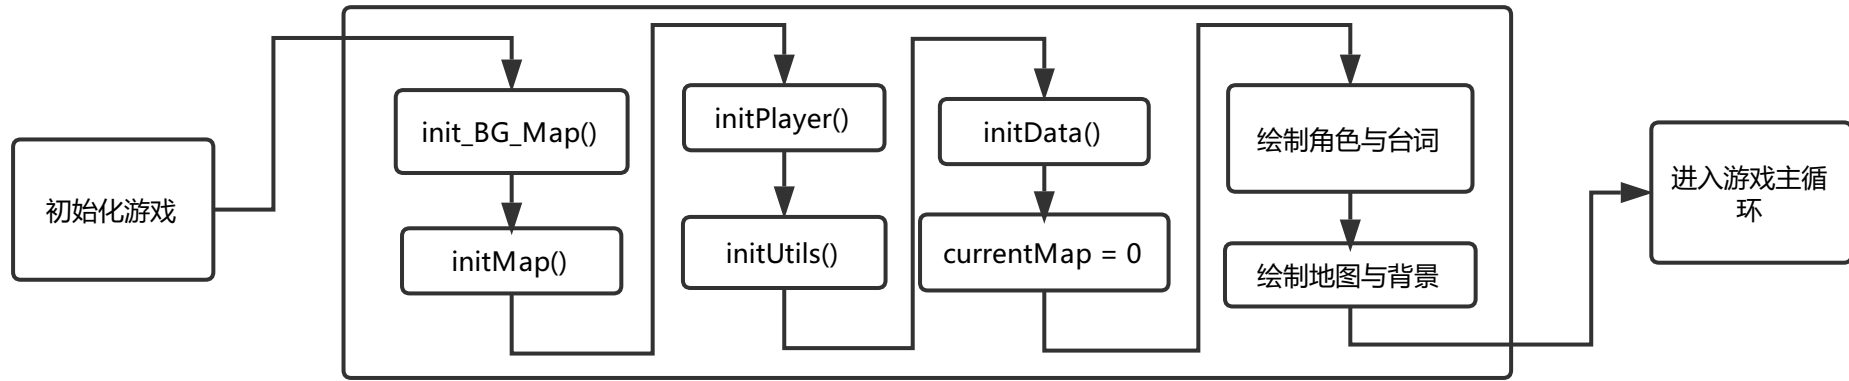 初始化游戏
init_BG_Map()
initMap()
initPlayer()
initUtils()
initData()
currentMap = 0
绘制角色与台词
绘制地图与背景
进入游戏主循
环